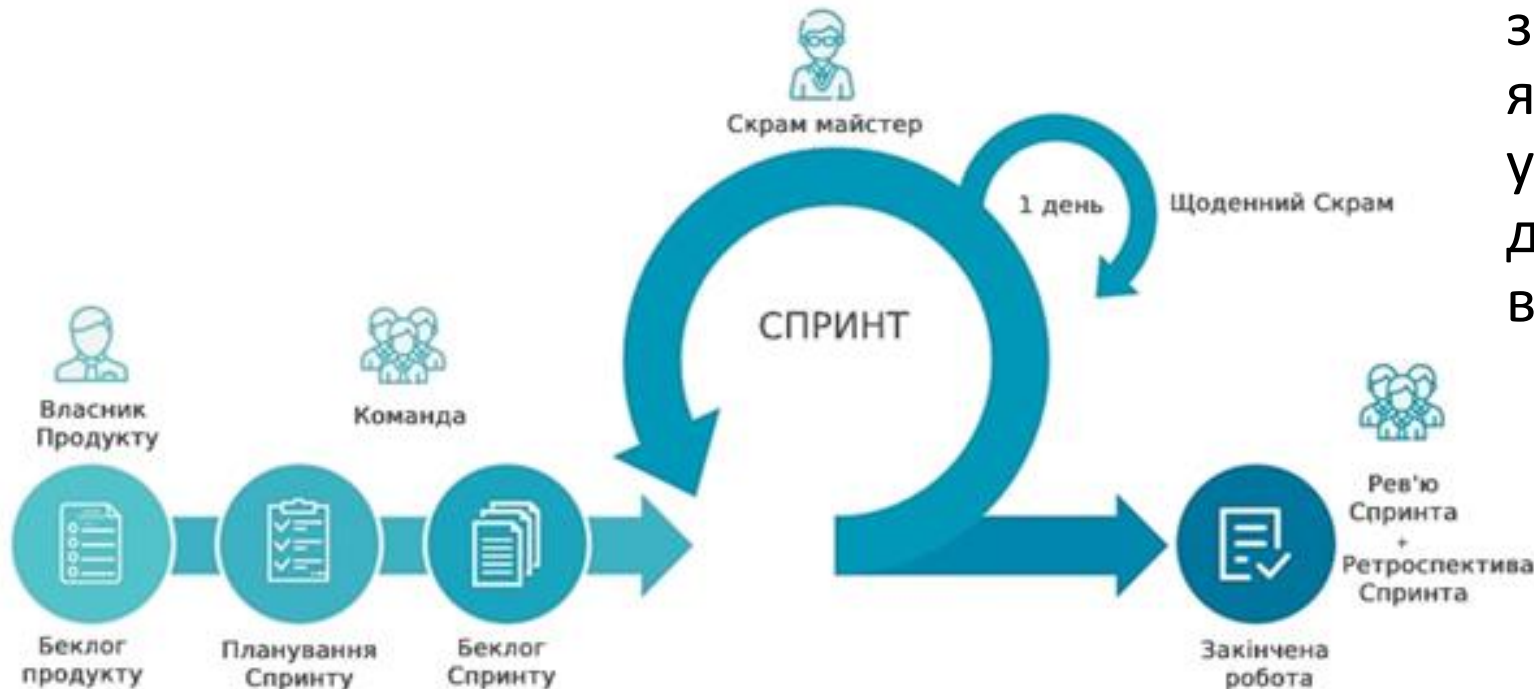 Скрам майстер
1 день
Щоденний Скрам
СПРИНТ
Власник
Продукту
Команда
Рев'ю
Спринта
+
Ретроспектива
Спринта
Беклог
продукту
Планування
Спринту
Беклог
Спринту
Закінчена
робота
з
я
у
д
в